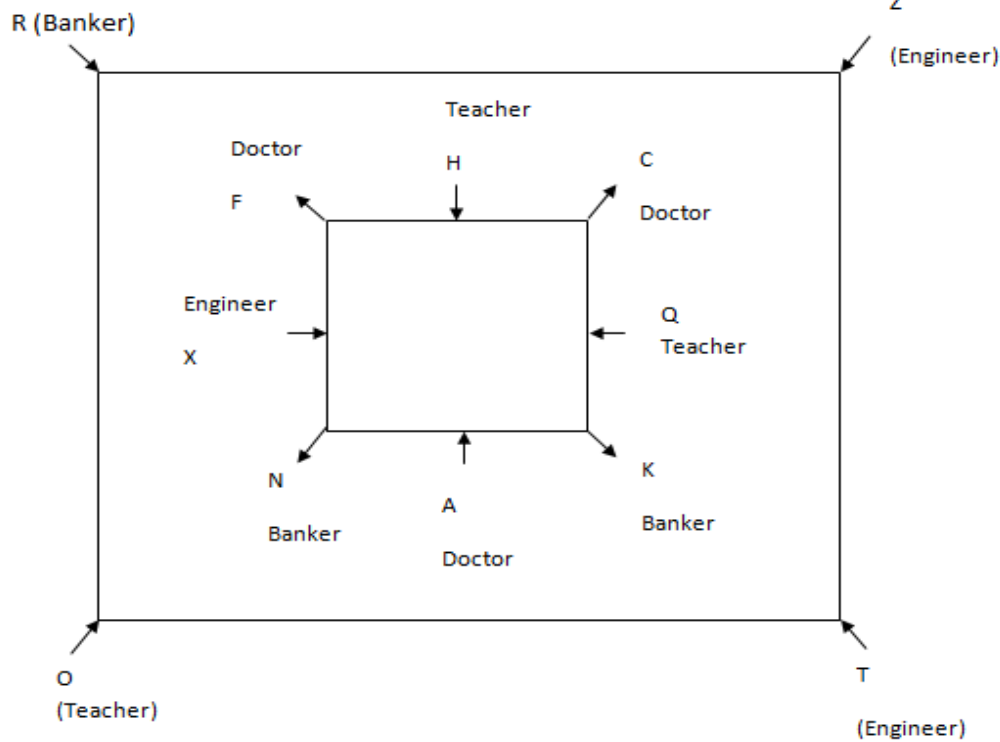 Z
R (Banker)
(Engineer)
Teacher
Doctor
H
C
F
Doctor
Engineer
Q
Teacher
X
N
K
A
Banker
Banker
Doctor
O
(Teacher)
T
(Engineer)